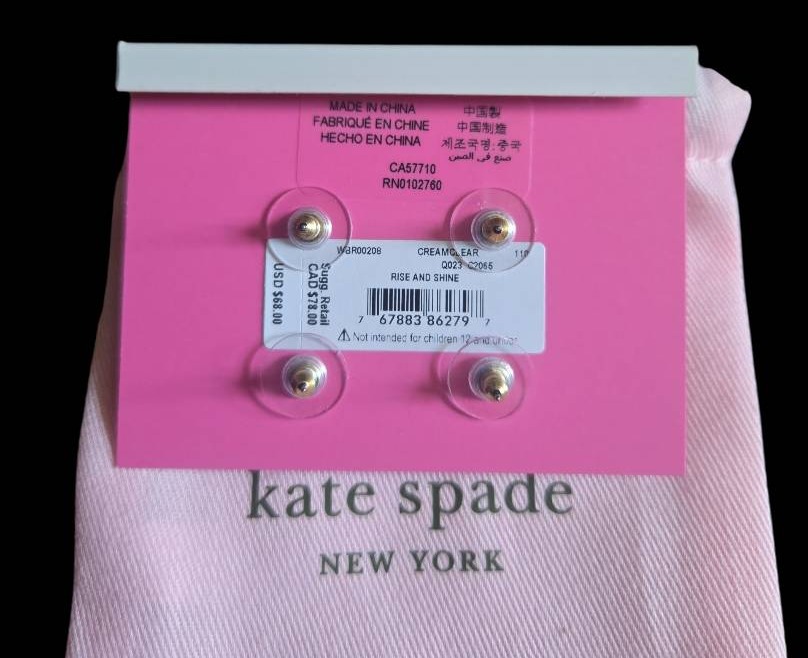 MADE IN CHINA
FABRIQUÉ EN CHINE
HECHO EN CHINA
中国製
中国制造
제조국명:중국
صنع في الصين
CA57710
RN0102760
WBR00208 CREAM/CLEAR 110
Q023 C2065
RISE AND SHINE
7 67883 86279 7
Not intended for children 12 and under
Sugg. Retail
CAD $78.00
USD $68.00
kate spade
NEW YORK